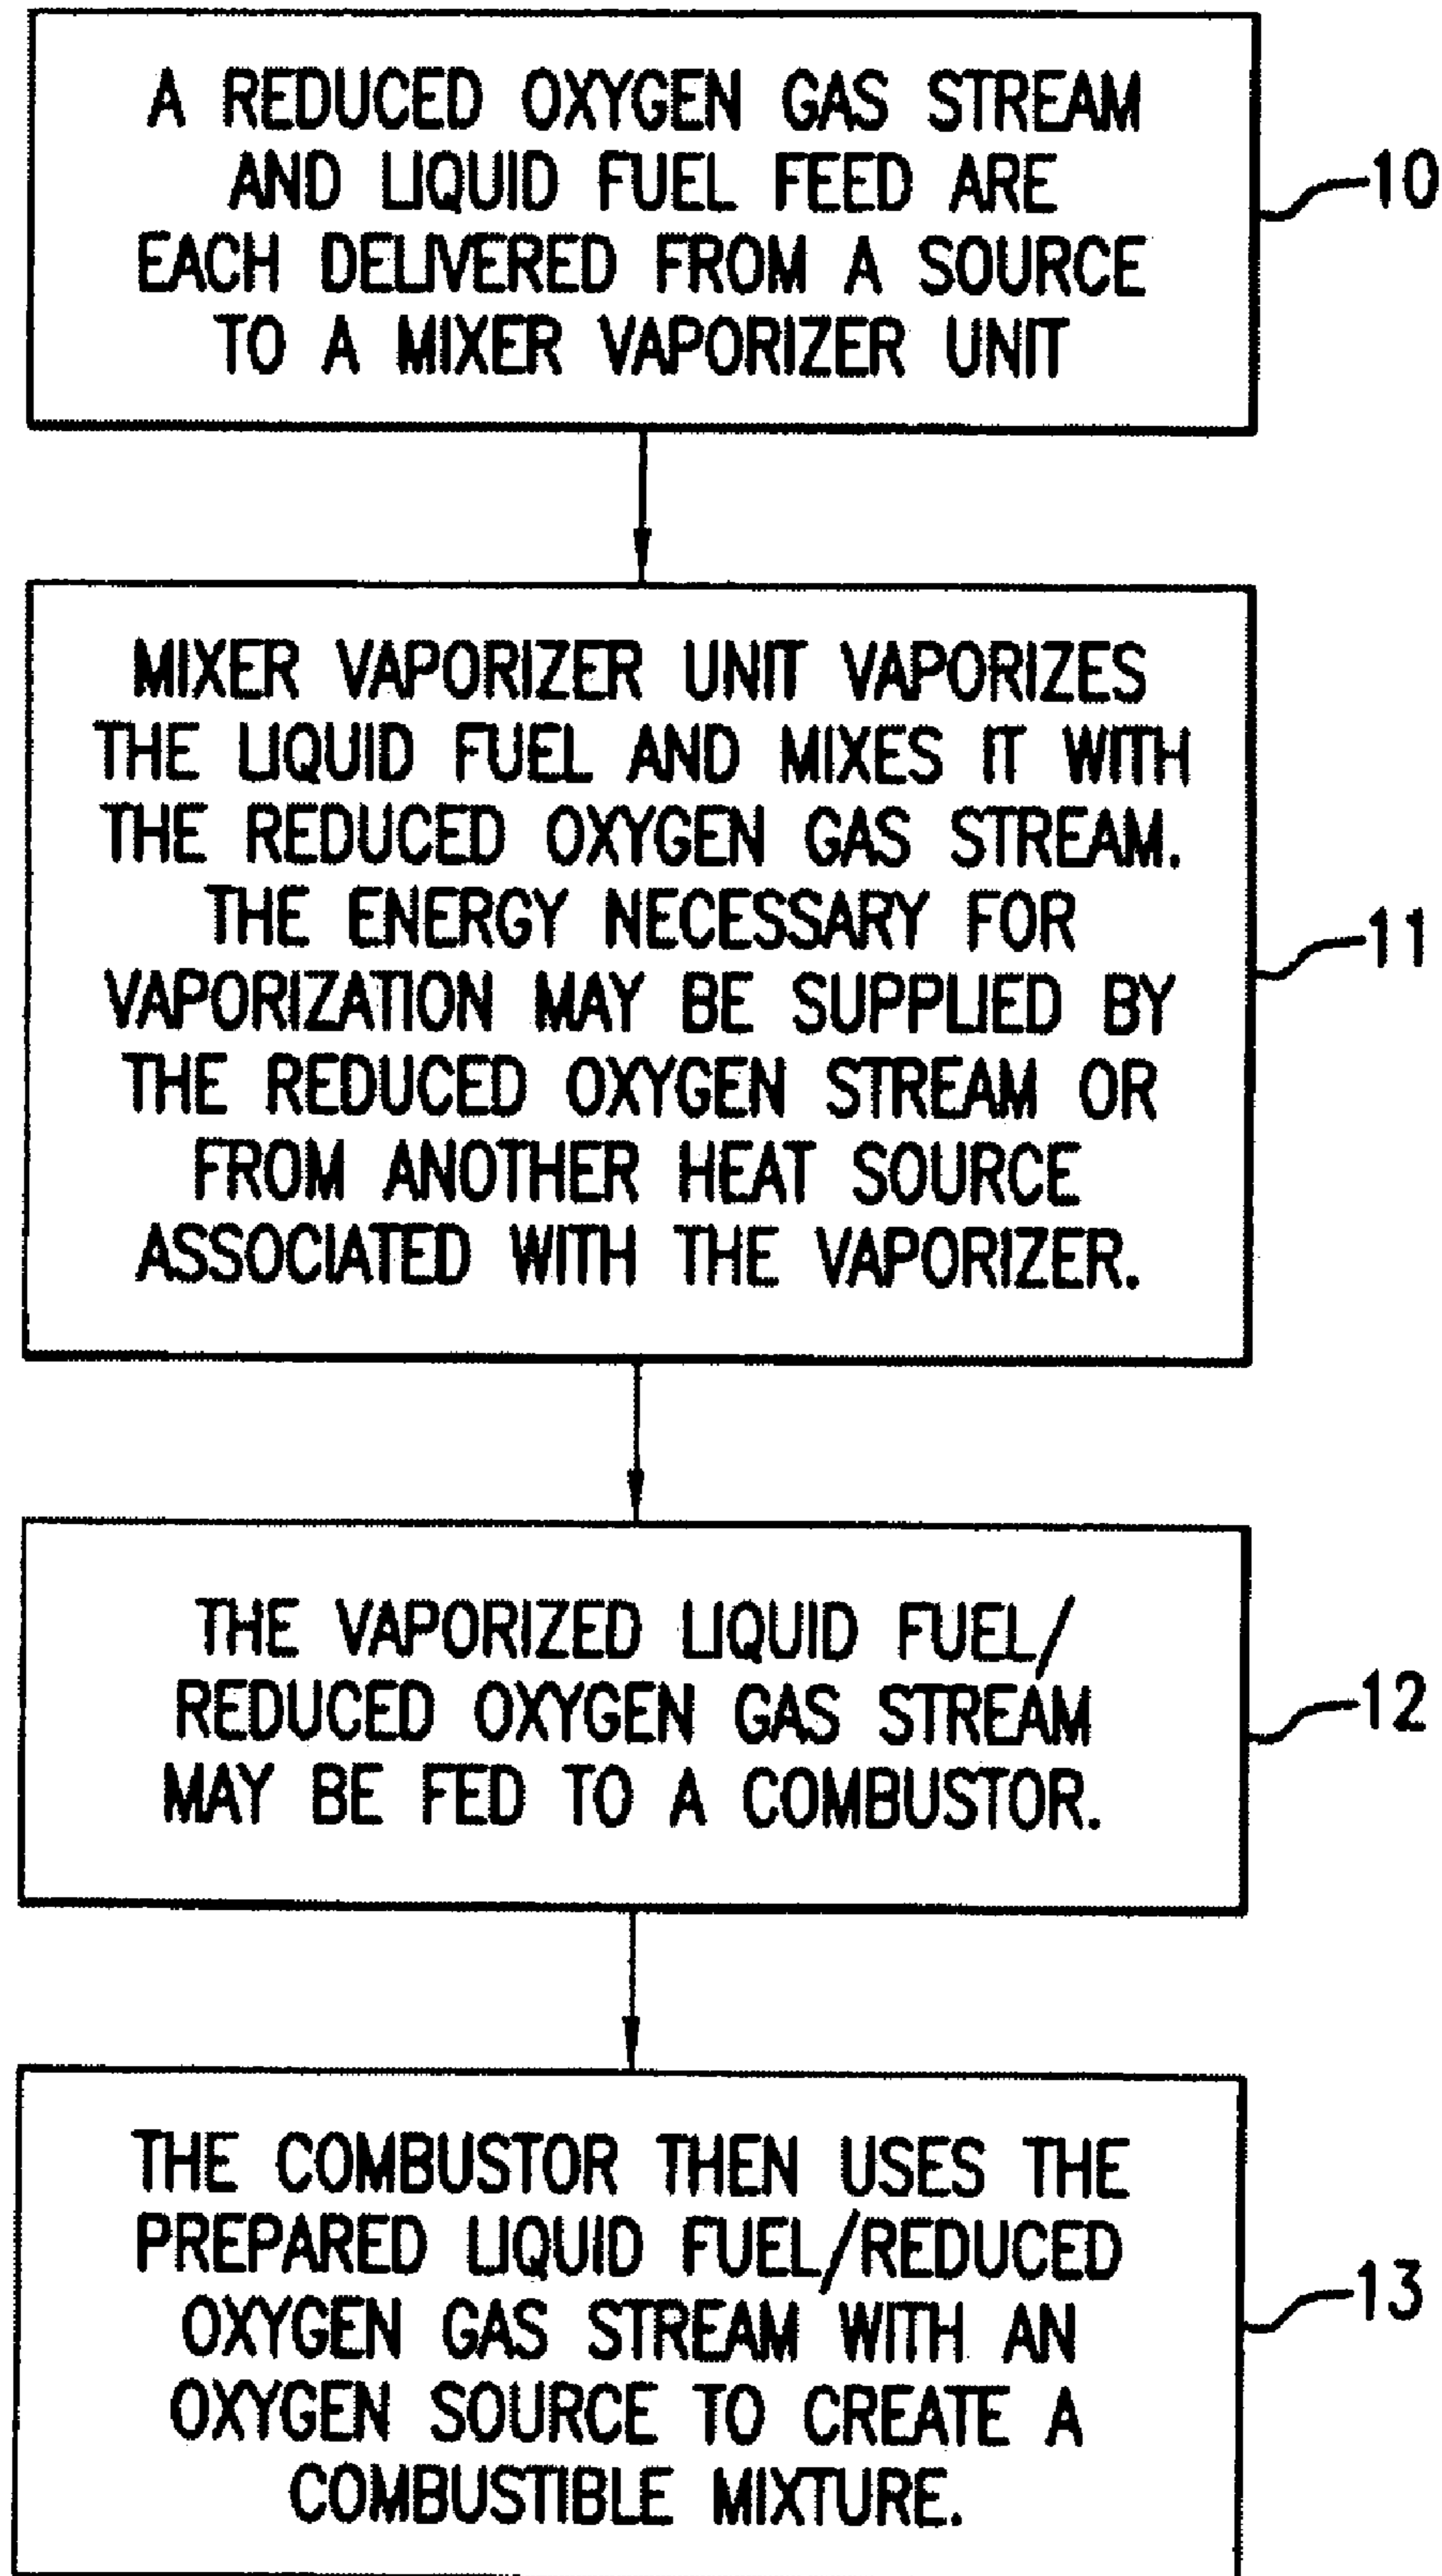 A REDUCED OXYGEN GAS STREAM
AND LIQUID FUEL FEED ARE
EACH DELIVERED FROM A SOURCE
TO A MIXER VAPORIZER UNIT
10
MIXER VAPORIZER UNIT VAPORIZES
THE LIQUID FUEL AND MIXES IT WITH
THE REDUCED OXYGEN GAS STREAM.
THE ENERGY NECESSARY FOR
VAPORIZATION MAY BE SUPPLIED BY
THE REDUCED OXYGEN STREAM OR
FROM ANOTHER HEAT SOURCE
ASSOCIATED WITH THE VAPORIZER.
11
THE VAPORIZED LIQUID FUEL/
REDUCED OXYGEN GAS STREAM
MAY BE FED TO A COMBUSTOR.
12
THE COMBUSTOR THEN USES THE
PREPARED LIQUID FUEL/REDUCED
OXYGEN GAS STREAM WITH AN
OXYGEN SOURCE TO CREATE A
COMBUSTIBLE MIXTURE.
13